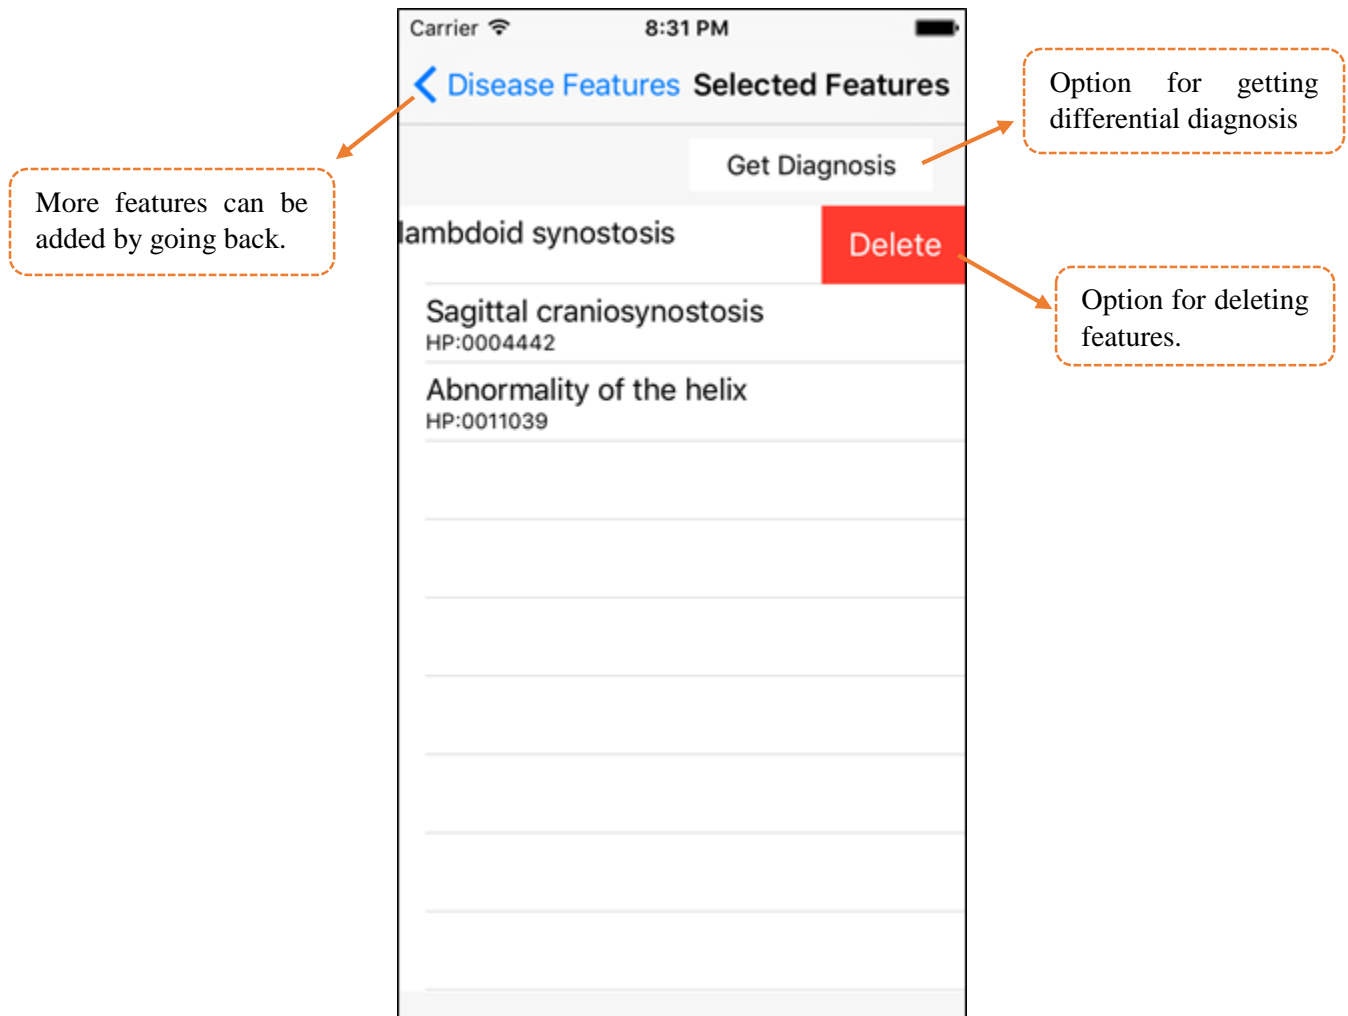 Carrier 8:31 PM
Disease Features Selected Features
Get Diagnosis
lambdoid synostosis
Delete
Sagittal craniosynostosis
HP:0004442
Abnormality of the helix
HP:0011039
More features can be
added by going back.
Option for getting
differential diagnosis
Option for deleting
features.